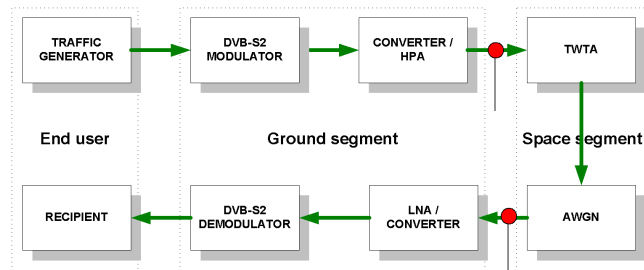 TRAFFIC
GENERATOR
DVB-S2
MODULATOR
CONVERTER /
HPA
TWTA
End user
Ground segment
Space segment
RECIPIENT
DVB-S2
DEMODULATOR
LNA /
CONVERTER
AWGN